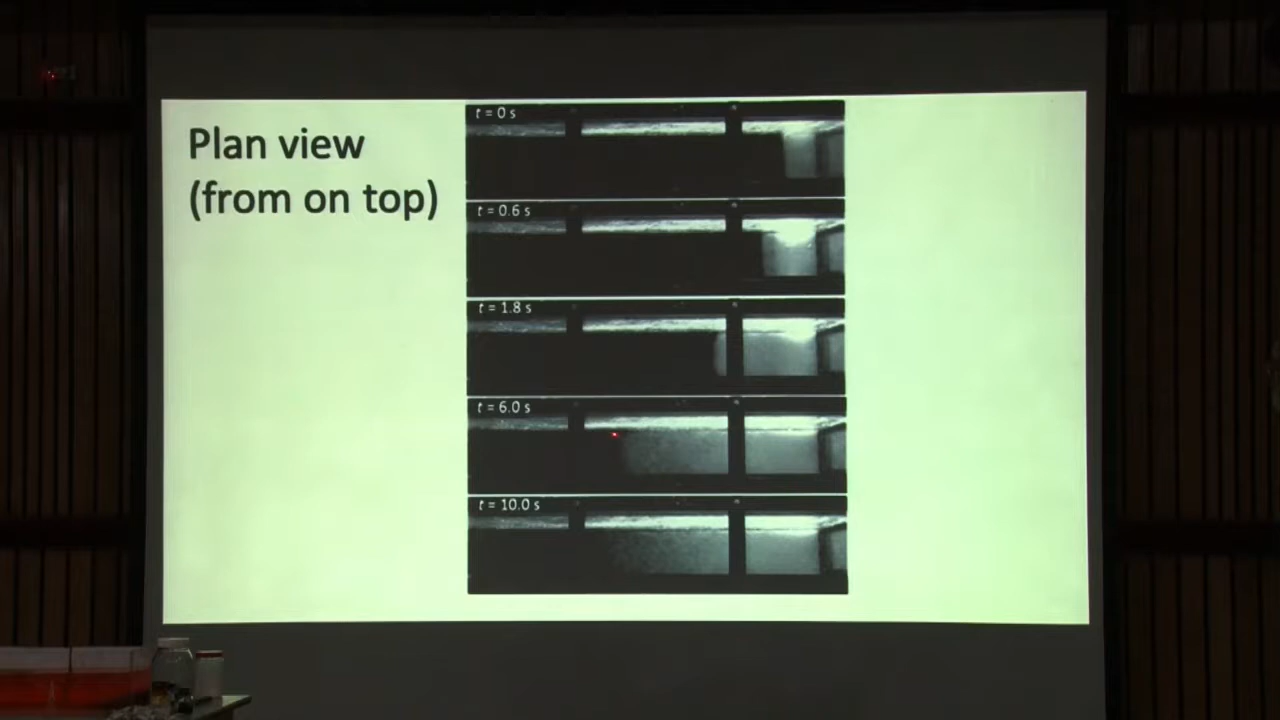 Plan view
(from on top)
t = 0 s
t = 0.6 s
t = 1.8 s
t = 6.0 s
t = 10.0 s